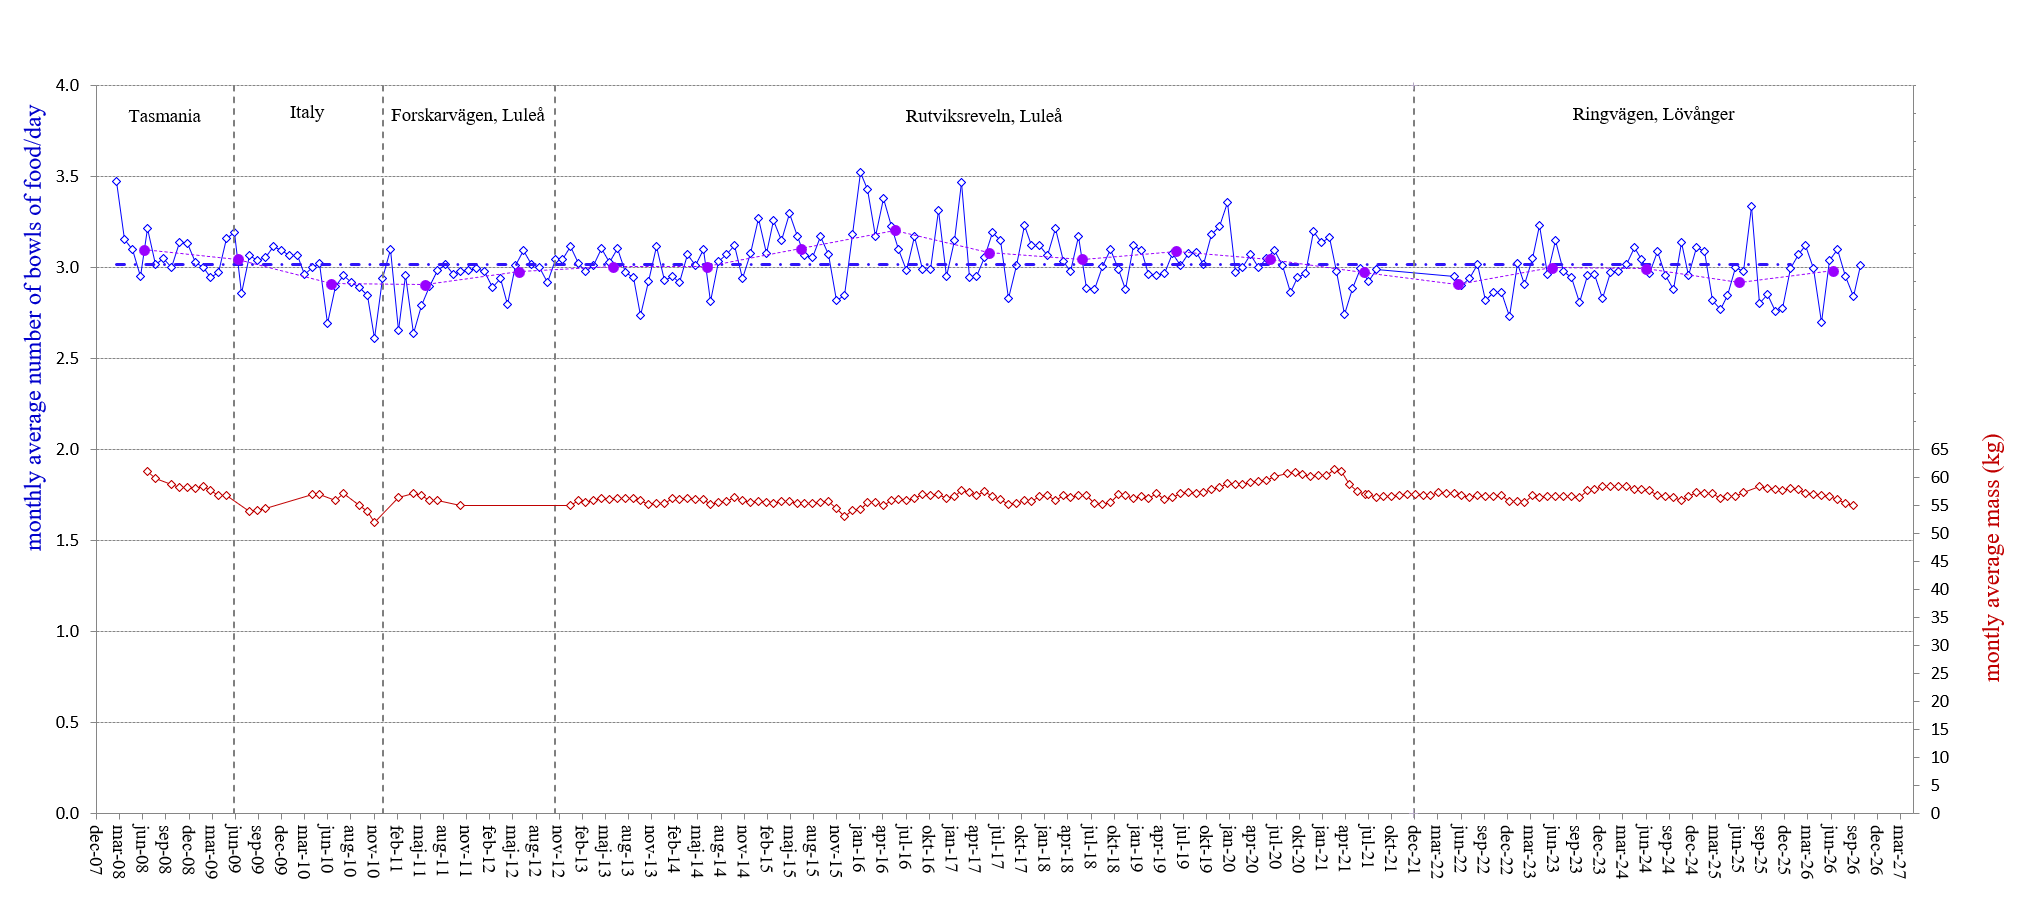 Tasmania
Italy
Forskarvägen, Luleå
Rutviksreveln, Luleå
Ringvägen, Lövånger
monthly average number of bowls of food/day
4.0
3.5
3.0
2.5
2.0
1.5
1.0
0.5
0.0
65
60
55
50
45
40
35
30
25
20
15
10
5
0
montly average mass (kg)
dec-07
mar-08
jun-08
sep-08
dec-08
mar-09
jun-09
sep-09
dec-09
mar-10
jun-10
aug-10
nov-10
feb-11
maj-11
aug-11
nov-11
feb-12
maj-12
aug-12
nov-12
feb-13
maj-13
aug-13
nov-13
feb-14
maj-14
aug-14
nov-14
feb-15
maj-15
aug-15
nov-15
jan-16
apr-16
jul-16
okt-16
jan-17
apr-17
jul-17
okt-17
jan-18
apr-18
jul-18
okt-18
jan-19
apr-19
jul-19
okt-19
jan-20
apr-20
jul-20
okt-20
jan-21
apr-21
jul-21
okt-21
dec-21
mar-22
jun-22
sep-22
dec-22
mar-23
jun-23
sep-23
dec-23
mar-24
jun-24
sep-24
dec-24
mar-25
jun-25
sep-25
dec-25
mar-26
jun-26
sep-26
dec-26
mar-27